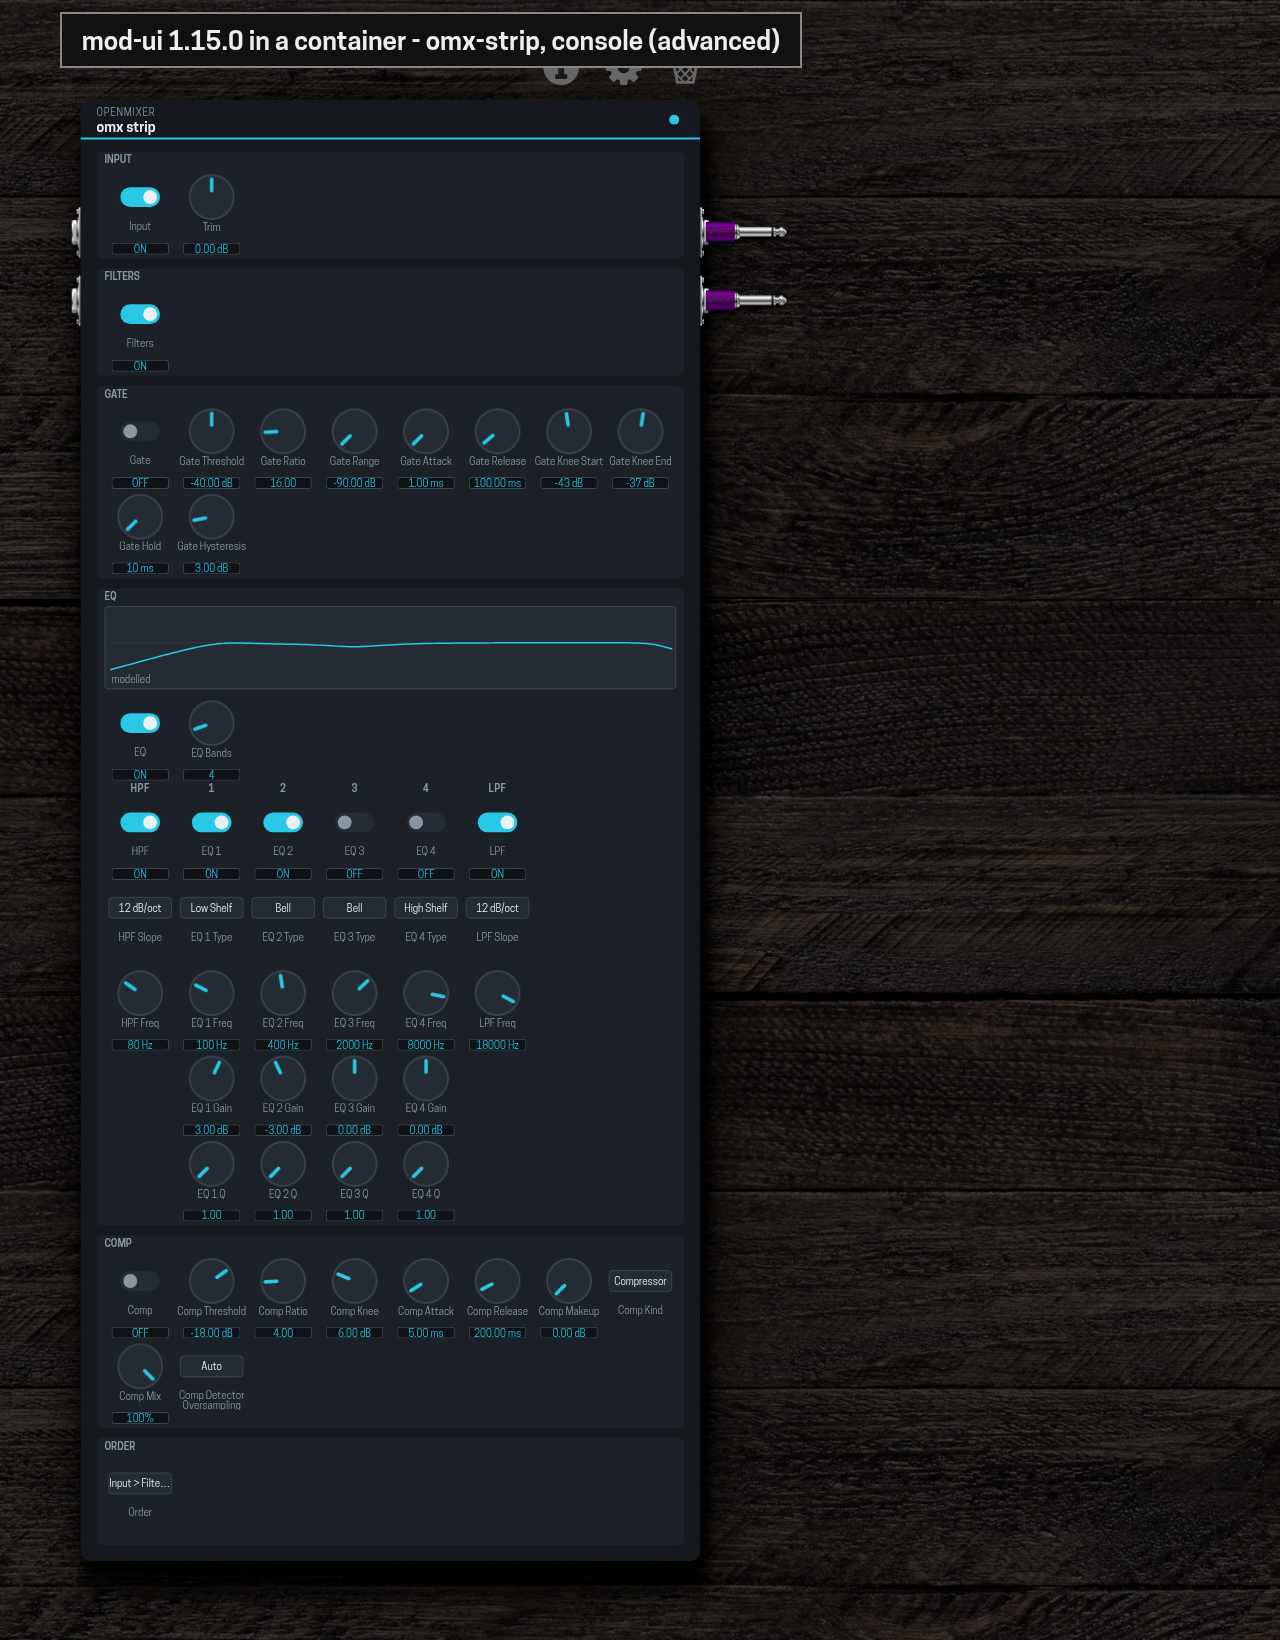 mod-ui 1.15.0 in a container - omx-strip, console (advanced)
OPENMIXER
omx strip
INPUT
Input Trim
ON 0.00 dB
FILTERS
Filters
ON
GATE
Gate Gate Threshold Gate Ratio Gate Range Gate Attack Gate Release Gate Knee Start Gate Knee End
OFF -40.00 dB 16.00 -90.00 dB 1.00 ms 100.00 ms -43 dB -37 dB
Gate Hold Gate Hysteresis
10 ms 3.00 dB
EQ
modelled
EQ EQ Bands
ON 4
HPF 1 2 3 4 LPF
HPF EQ 1 EQ 2 EQ 3 EQ 4 LPF
ON ON ON OFF OFF ON
12 dB/oct Low Shelf Bell Bell High Shelf 12 dB/oct
HPF Slope EQ 1 Type EQ 2 Type EQ 3 Type EQ 4 Type LPF Slope
HPF Freq EQ 1 Freq EQ 2 Freq EQ 3 Freq EQ 4 Freq LPF Freq
80 Hz 100 Hz 400 Hz 2000 Hz 8000 Hz 18000 Hz
EQ 1 Gain EQ 2 Gain EQ 3 Gain EQ 4 Gain
3.00 dB -3.00 dB 0.00 dB 0.00 dB
EQ 1 Q EQ 2 Q EQ 3 Q EQ 4 Q
1.00 1.00 1.00 1.00
COMP
Compressor
Comp Comp Threshold Comp Ratio Comp Knee Comp Attack Comp Release Comp Makeup Comp Kind
OFF -18.00 dB 4.00 6.00 dB 5.00 ms 200.00 ms 0.00 dB
Auto
Comp Mix Comp Detector
Oversampling
100%
ORDER
Input > Filte...
Order